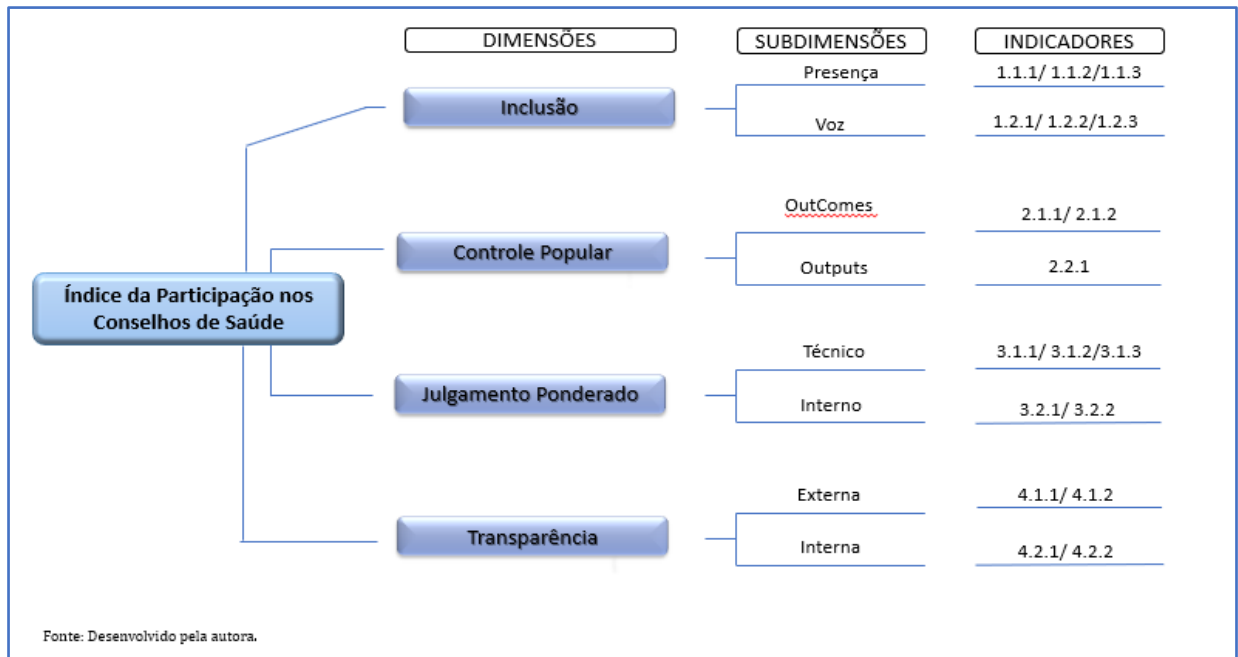 DIMENSÕES
SUBDIMENSÕES
INDICADORES
Inclusão
Presença
1.1.1/ 1.1.2/1.1.3
Voz
1.2.1/ 1.2.2/1.2.3
Controle Popular
OutComes
2.1.1/ 2.1.2
Outputs
2.2.1
Índice da Participação nos
Conselhos de Saúde
Julgamento Ponderado
Técnico
3.1.1/ 3.1.2/3.1.3
Interno
3.2.1/ 3.2.2
Transparência
Externa
4.1.1/ 4.1.2
Interna
4.2.1/ 4.2.2
Fonte: Desenvolvido pela autora.